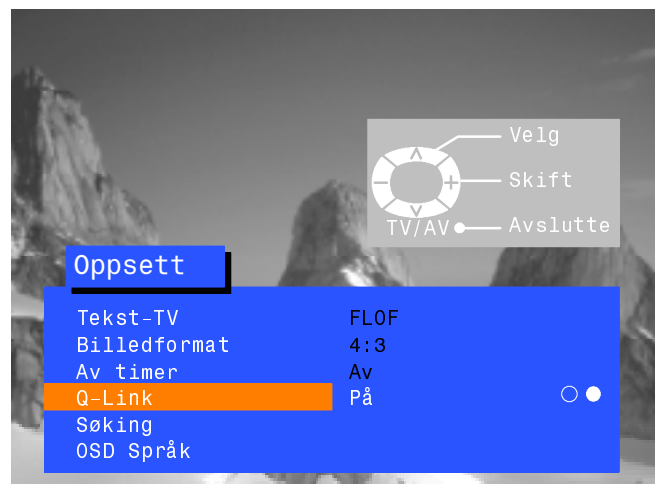 Velg
Skift
TV/AV Avslutte
Oppsett
Tekst-TV FLOF
Billedformat 4:3
Av timer Av
Q-Link På
Søking
OSD Språk